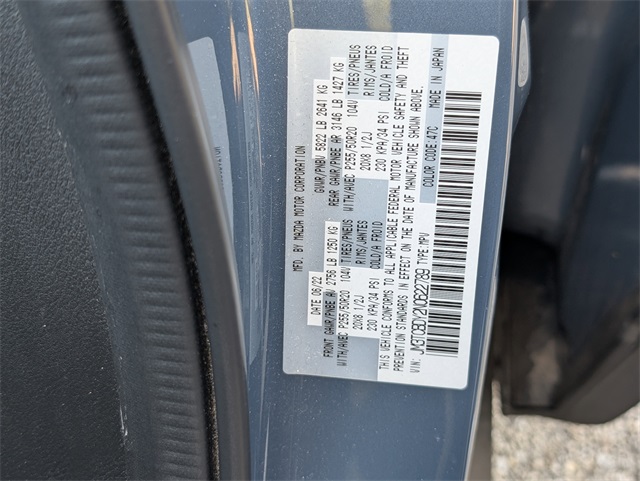 MFD. BY MAZDA MOTOR CORPORATION
DATE 06/22 GVWR/PNBV 5822 LB 2641 KG
FRONT GAWR/PNBE AV 2756 LB 1250 KG REAR GAWR/PNBE AR 3146 LB 1427 KG
WITH/AVEC P255/50R20 104V TIRES/PNEUS WITH/AVEC P255/50R20 104V TIRES/PNEUS
20X8 1/2J RIMS/JANTES 20X8 1/2J RIMS/JANTES
230 KPA/34 PSI COLD/A FROID 230 KPA/34 PSI COLD/A FROID
THIS VEHICLE CONFORMS TO ALL APPLICABLE FEDERAL MOTOR VEHICLE SAFETY AND THEFT
PREVENTION STANDARDS IN EFFECT ON THE DATE OF MANUFACTURE SHOWN ABOVE.
VIN: JM3TCBDY2N0622789 TYPE:MPV COLOR CODE:47C MADE IN JAPAN